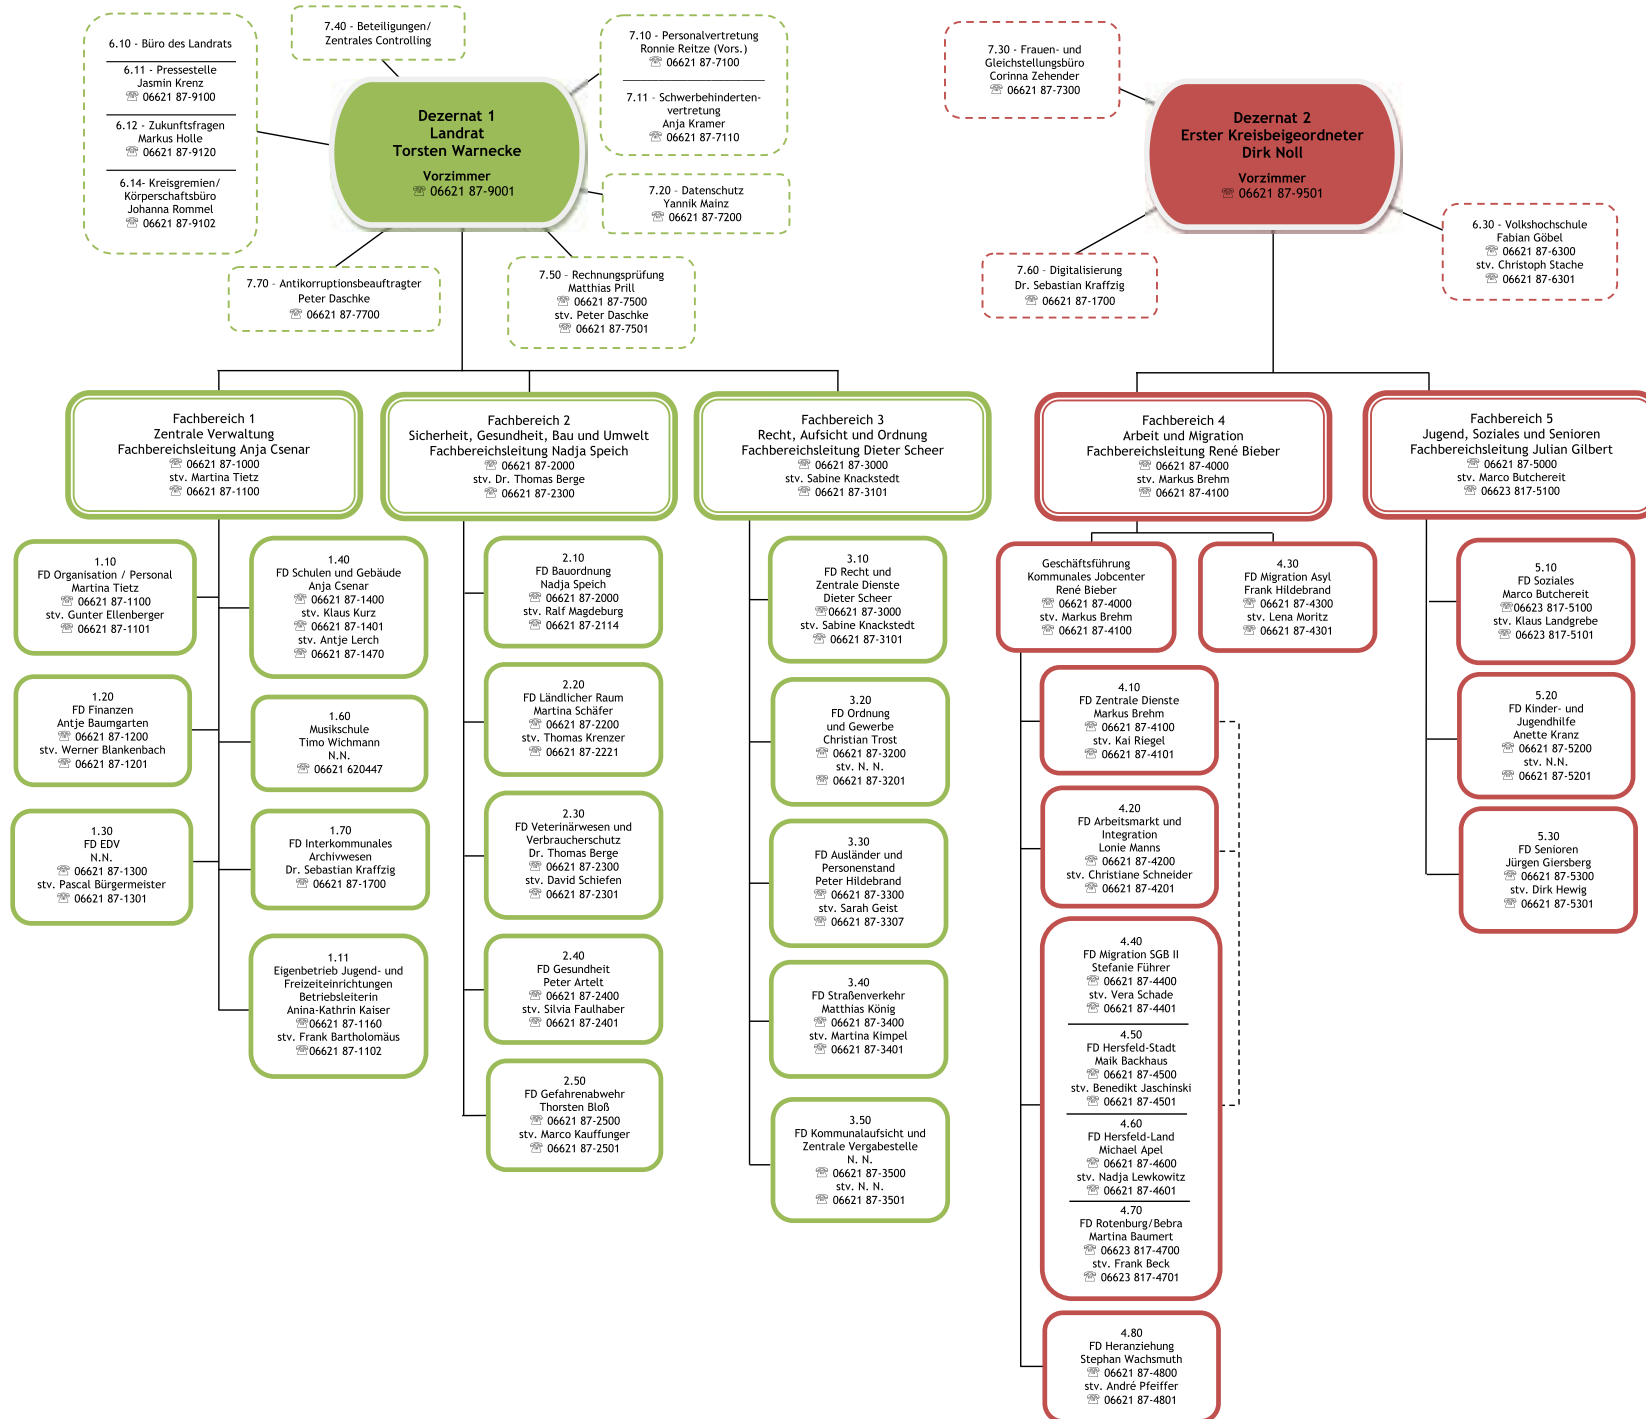 6.10 - Büro des Landrats
6.11 - Pressestelle
Jasmin Krenz
☏ 06621 87-9100
6.12 - Zukunftsfragen
Markus Holle
☏ 06621 87-9120
6.14- Kreisgremien/
Körperschaftsbüro
Johanna Rommel
☏ 06621 87-9102
7.40 - Beteiligungen/
Zentrales Controlling
7.10 - Personalvertretung
Ronnie Reitze (Vors.)
☏ 06621 87-7100
7.11 - Schwerbehinderten-
vertretung
Anja Kramer
☏ 06621 87-7110
Dezernat 1
Landrat
Torsten Warnecke
Vorzimmer
☏ 06621 87-9001
7.20 - Datenschutz
Yannik Mainz
☏ 06621 87-7200
7.70 - Antikorruptionsbeauftragter
Peter Daschke
☏ 06621 87-7700
7.50 - Rechnungsprüfung
Matthias Prill
☏ 06621 87-7500
stv. Peter Daschke
☏ 06621 87-7501
7.30 - Frauen- und
Gleichstellungsbüro
Corinna Zehender
☏ 06621 87-7300
Dezernat 2
Erster Kreisbeigeordneter
Dirk Noll
Vorzimmer
☏ 06621 87-9501
7.60 - Digitalisierung
Dr. Sebastian Kraffzig
☏ 06621 87-1700
6.30 - Volkshochschule
Fabian Göbel
☏ 06621 87-6300
stv. Christoph Stache
☏ 06621 87-6301
Fachbereich 1
Zentrale Verwaltung
Fachbereichsleitung Anja Csenar
☏ 06621 87-1000
stv. Martina Tietz
☏ 06621 87-1100
Fachbereich 2
Sicherheit, Gesundheit, Bau und Umwelt
Fachbereichsleitung Nadja Speich
☏ 06621 87-2000
stv. Dr. Thomas Berge
☏ 06621 87-2300
Fachbereich 3
Recht, Aufsicht und Ordnung
Fachbereichsleitung Dieter Scheer
☏ 06621 87-3000
stv. Sabine Knackstedt
☏ 06621 87-3101
Fachbereich 4
Arbeit und Migration
Fachbereichsleitung René Bieber
☏ 06621 87-4000
stv. Markus Brehm
☏ 06621 87-4100
Fachbereich 5
Jugend, Soziales und Senioren
Fachbereichsleitung Julian Gilbert
☏ 06621 87-5000
stv. Marco Butchereit
☏ 06623 817-5100
1.10
FD Organisation / Personal
Martina Tietz
☏ 06621 87-1100
stv. Gunter Ellenberger
☏ 06621 87-1101
1.20
FD Finanzen
Antje Baumgarten
☏ 06621 87-1200
stv. Werner Blankenbach
☏ 06621 87-1201
1.30
FD EDV
N.N.
☏ 06621 87-1300
stv. Pascal Bürgermeister
☏ 06621 87-1301
1.40
FD Schulen und Gebäude
Anja Csenar
☏ 06621 87-1400
stv. Klaus Kurz
☏ 06621 87-1401
stv. Antje Lerch
☏ 06621 87-1470
1.60
Musikschule
Timo Wichmann
N.N.
☏ 06621 620447
1.70
FD Interkommunales
Archivwesen
Dr. Sebastian Kraffzig
☏ 06621 87-1700
1.11
Eigenbetrieb Jugend- und
Freizeiteinrichtungen
Betriebsleiterin
Anina-Kathrin Kaiser
☏06621 87-1160
stv. Frank Bartholomäus
☏06621 87-1102
2.10
FD Bauordnung
Nadja Speich
☏ 06621 87-2000
stv. Ralf Magdeburg
☏ 06621 87-2114
2.20
FD Ländlicher Raum
Martina Schäfer
☏ 06621 87-2200
stv. Thomas Krenzer
☏ 06621 87-2221
2.30
FD Veterinärwesen und
Verbraucherschutz
Dr. Thomas Berge
☏ 06621 87-2300
stv. David Schiefen
☏ 06621 87-2301
2.40
FD Gesundheit
Peter Artelt
☏ 06621 87-2400
stv. Silvia Faulhaber
☏ 06621 87-2401
2.50
FD Gefahrenabwehr
Thorsten Bloß
☏ 06621 87-2500
stv. Marco Kauffunger
☏ 06621 87-2501
3.10
FD Recht und
Zentrale Dienste
Dieter Scheer
☏06621 87-3000
stv. Sabine Knackstedt
☏ 06621 87-3101
3.20
FD Ordnung
und Gewerbe
Christian Trost
☏ 06621 87-3200
stv. N. N.
☏ 06621 87-3201
3.30
FD Ausländer und
Personenstand
Peter Hildebrand
☏ 06621 87-3300
stv. Sarah Geist
☏ 06621 87-3307
3.40
FD Straßenverkehr
Matthias König
☏ 06621 87-3400
stv. Martina Kimpel
☏ 06621 87-3401
3.50
FD Kommunalaufsicht und
Zentrale Vergabestelle
N. N.
☏ 06621 87-3500
stv. N. N.
☏ 06621 87-3501
Geschäftsführung
Kommunales Jobcenter
René Bieber
☏ 06621 87-4000
stv. Markus Brehm
☏ 06621 87-4100
4.30
FD Migration Asyl
Frank Hildebrand
☏ 06621 87-4300
stv. Lena Moritz
☏ 06621 87-4301
4.10
FD Zentrale Dienste
Markus Brehm
☏ 06621 87-4100
stv. Kai Riegel
☏ 06621 87-4101
4.20
FD Arbeitsmarkt und
Integration
Lonie Manns
☏ 06621 87-4200
stv. Christiane Schneider
☏ 06621 87-4201
4.40
FD Migration SGB II
Stefanie Führer
☏ 06621 87-4400
stv. Vera Schade
☏ 06621 87-4401
4.50
FD Hersfeld-Stadt
Maik Backhaus
☏ 06621 87-4500
stv. Benedikt Jaschinski
☏ 06621 87-4501
4.60
FD Hersfeld-Land
Michael Apel
☏ 06621 87-4600
stv. Nadja Lewkowitz
☏ 06621 87-4601
4.70
FD Rotenburg/Bebra
Martina Baumert
☏ 06623 817-4700
stv. Frank Beck
☏ 06623 817-4701
4.80
FD Heranziehung
Stephan Wachsmuth
☏ 06621 87-4800
stv. André Pfeiffer
☏ 06621 87-4801
5.10
FD Soziales
Marco Butchereit
☏06623 817-5100
stv. Klaus Landgrebe
☏ 06623 817-5101
5.20
FD Kinder- und
Jugendhilfe
Anette Kranz
☏ 06621 87-5200
stv. N.N.
☏ 06621 87-5201
5.30
FD Senioren
Jürgen Giersberg
☏ 06621 87-5300
stv. Dirk Hewig
☏ 06621 87-5301